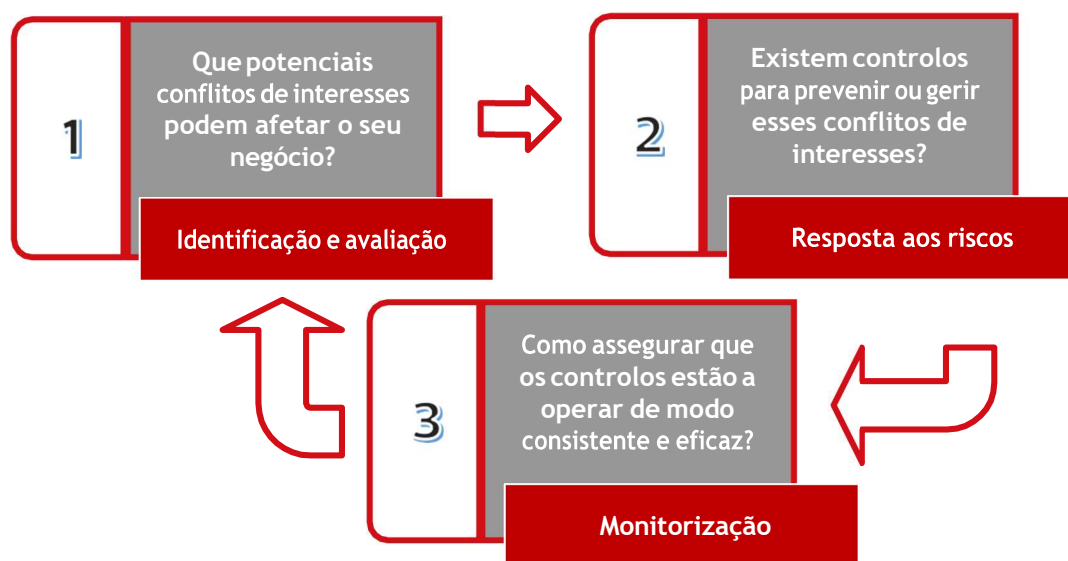 1
Que potenciais
conflitos de interesses
podem afetar o seu
negócio?
Identificação e avaliação
2
Existem controlos
para prevenir ou gerir
esses conflitos de
interesses?
Resposta aos riscos
3
Como assegurar que
os controlos estão a
operar de modo
consistente e eficaz?
Monitorização